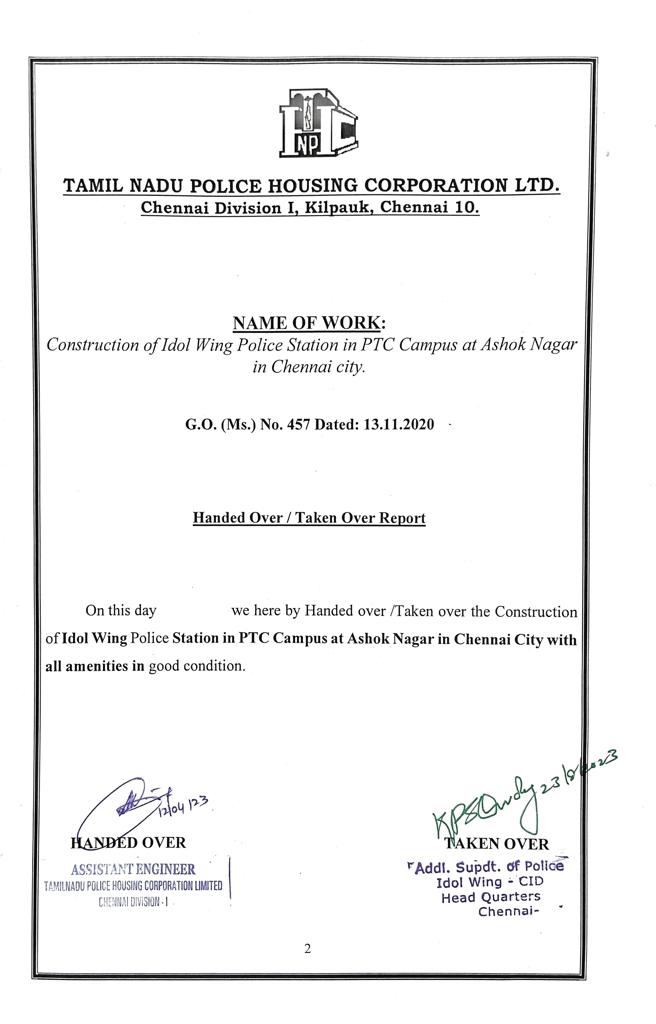 H C
NP
TAMIL NADU POLICE HOUSING CORPORATION LTD.
Chennai Division I, Kilpauk, Chennai 10.
NAME OF WORK:
Construction of Idol Wing Police Station in PTC Campus at Ashok Nagar
in Chennai city.
G.O. (Ms.) No. 457 Dated: 13.11.2020
Handed Over / Taken Over Report
On this day we here by Handed over /Taken over the Construction
of Idol Wing Police Station in PTC Campus at Ashok Nagar in Chennai City with
all amenities in good condition.
12/04/23
23/8/2023
HANDED OVER
TAKEN OVER
ASSISTANT ENGINEER
TAMILNADU POLICE HOUSING CORPORATION LIMITED
CHENNAI DIVISION - I
Addl. Supdt. of Police
Idol Wing - CID
Head Quarters
Chennai-
2